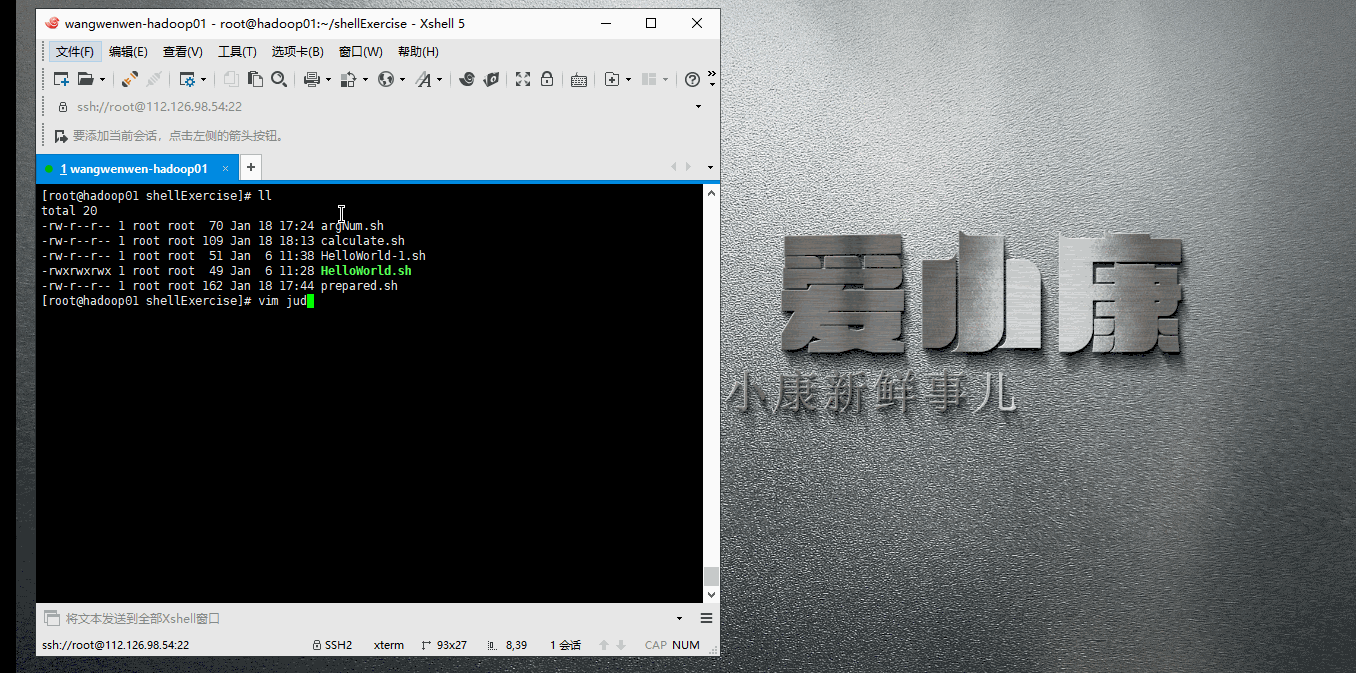 wangwenwen-hadoop01 - root@hadoop01:~/shellExercise - Xshell 5
文件(F) 编辑(E) 查看(V) 工具(T) 选项卡(B) 窗口(W) 帮助(H)
ssh://root@112.126.98.54:22
要添加当前会话，点击左侧的箭头按钮。
1 wangwenwen-hadoop01 × +
[root@hadoop01 shellExercise]# ll
total 20
-rw-r--r-- 1 root root  70 Jan 18 17:24 argNum.sh
-rw-r--r-- 1 root root 109 Jan 18 18:13 calculate.sh
-rw-r--r-- 1 root root  51 Jan  6 11:38 HelloWorld-1.sh
-rwxrwxrwx 1 root root  49 Jan  6 11:28 HelloWorld.sh
-rw-r--r-- 1 root root 162 Jan 18 17:44 prepared.sh
[root@hadoop01 shellExercise]# vim jud
将文本发送到全部Xshell窗口
ssh://root@112.126.98.54:22 SSH2 xterm 93x27 8,39 1 会话 CAP NUM
爱小康
小康新鲜事儿